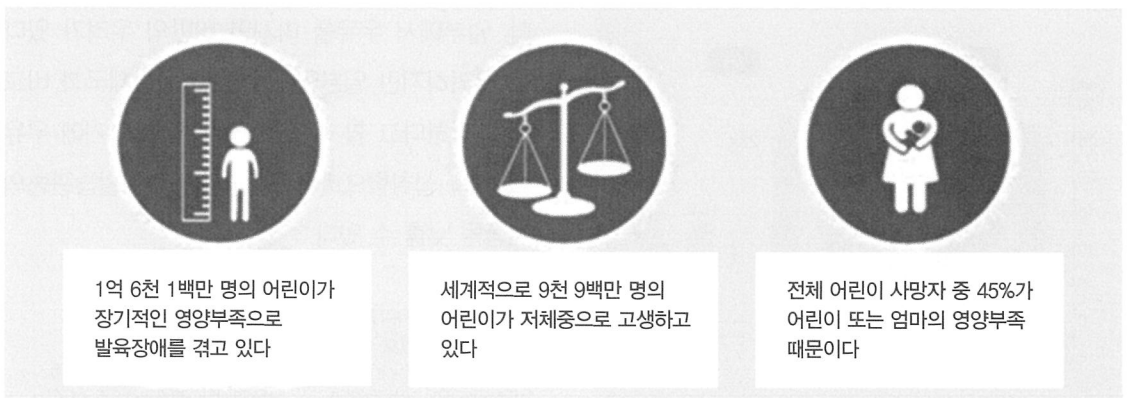 1억 6천 1백만 명의 어린이가
장기적인 영양부족으로
발육장애를 겪고 있다
세계적으로 9천 9백만 명의
어린이가 저체중으로 고생하고
있다
전체 어린이 사망자 중 45%가
어린이 또는 엄마의 영양부족
때문이다